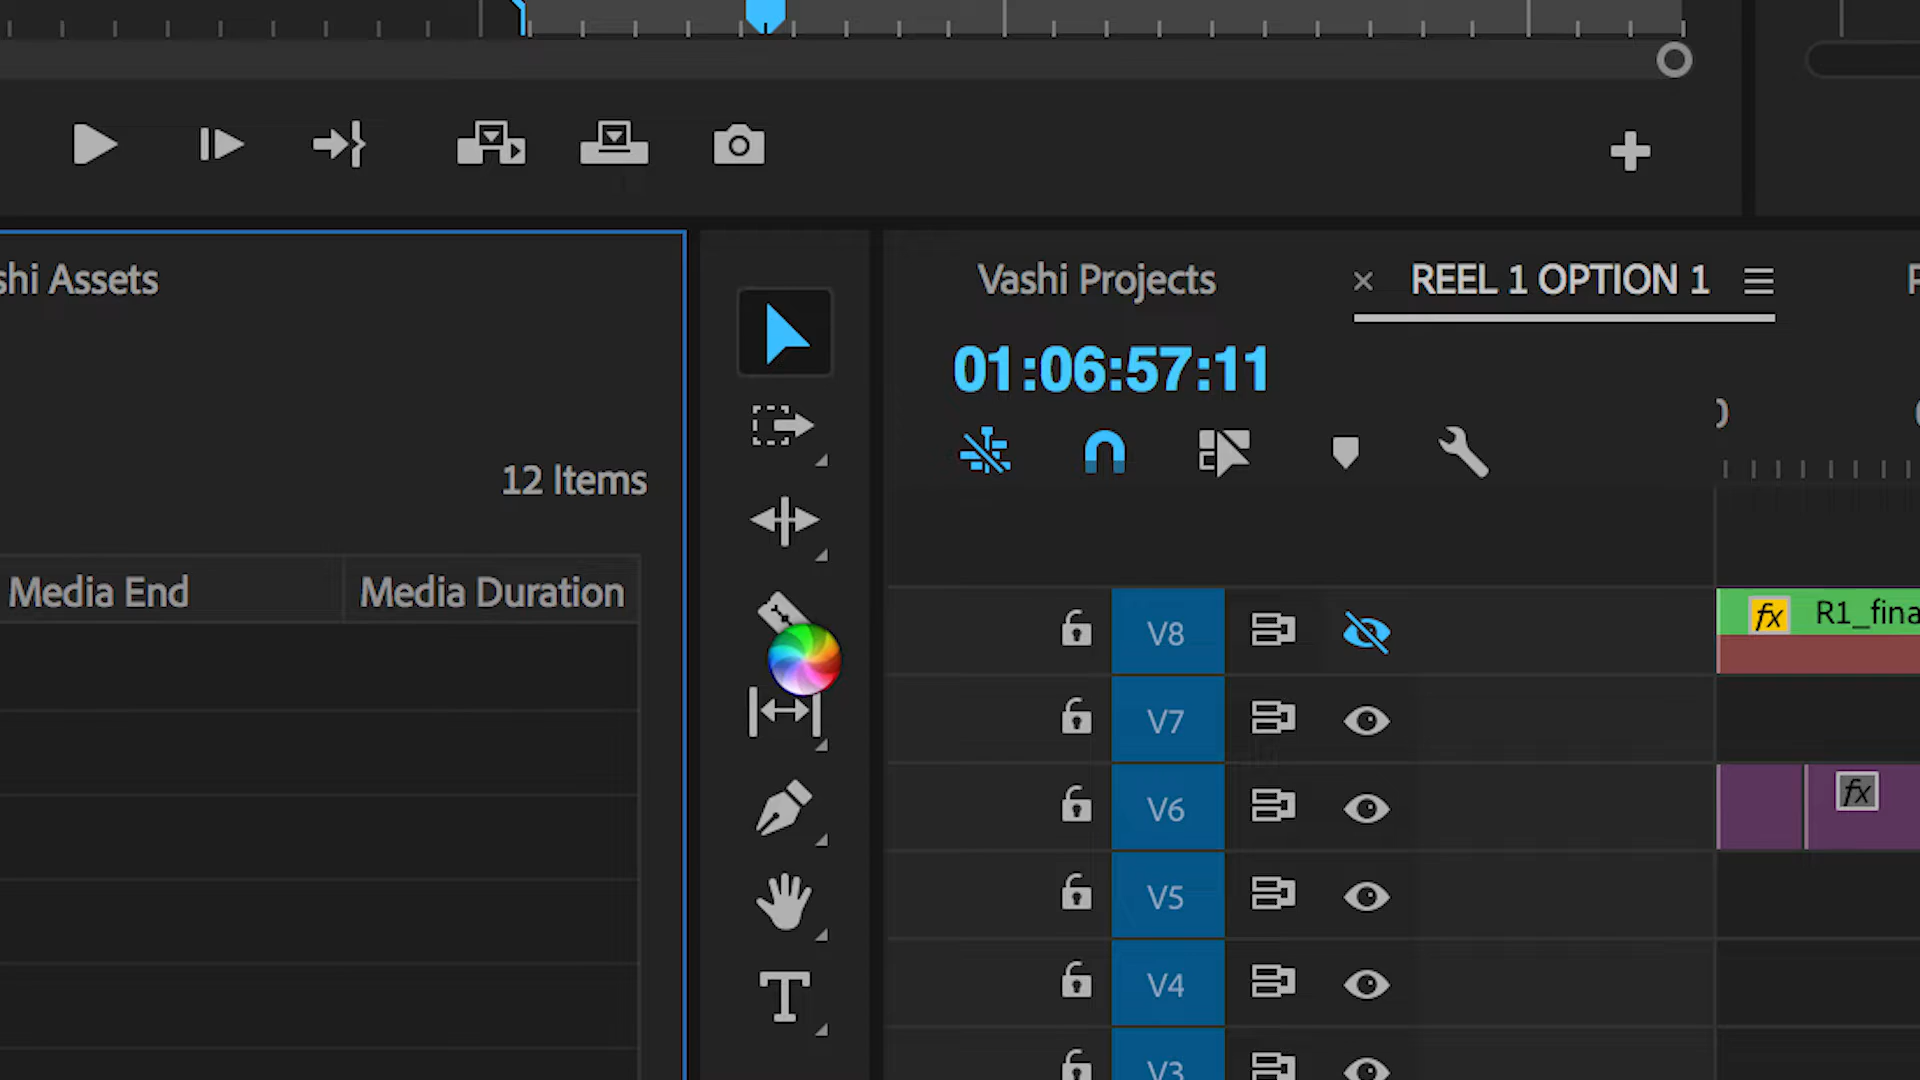 shi Assets
12 Items
Media End
Media Duration
Vashi Projects
× REEL 1 OPTION 1
01:06:57:11
V8
fx R1_fina
V7
V6
fx
V5
V4
V3
T